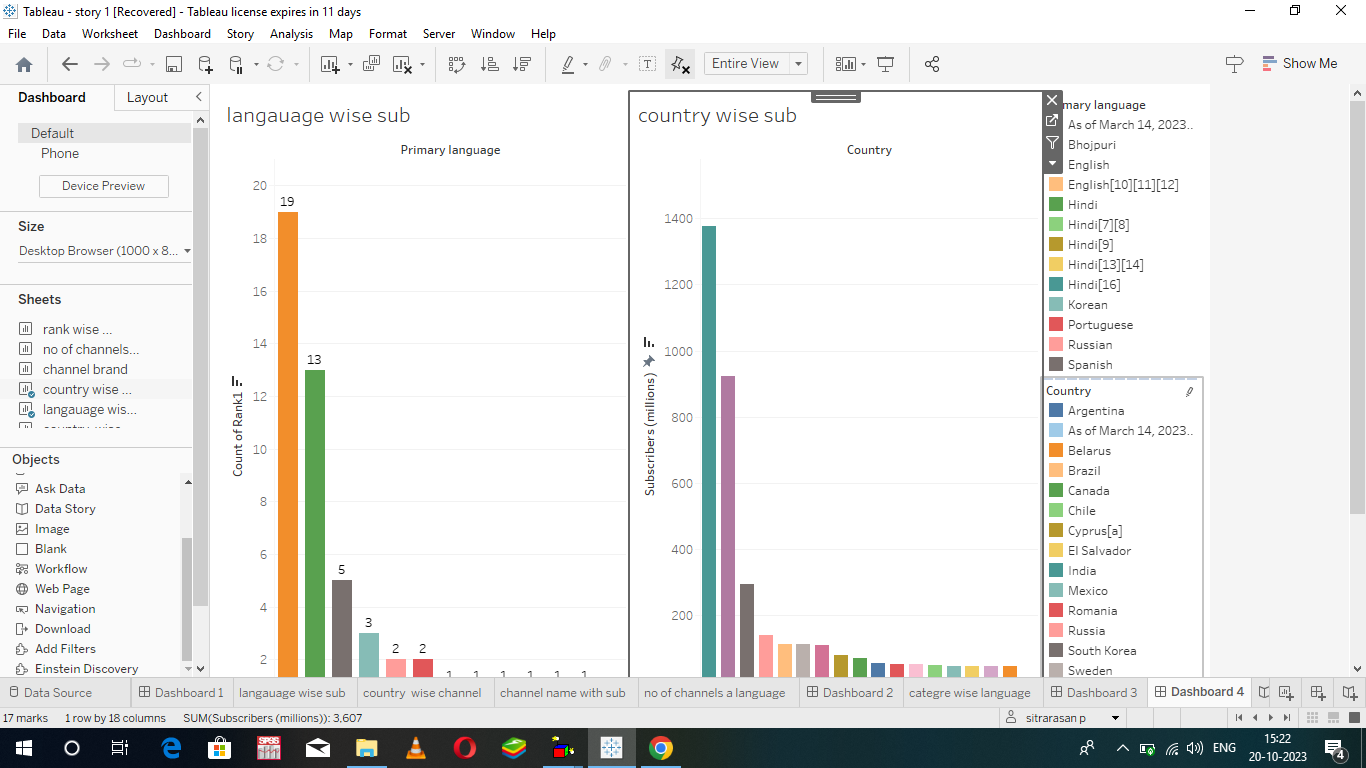 Tableau - story 1 [Recovered] - Tableau license expires in 11 days
File Data Worksheet Dashboard Story Analysis Map Format Server Window Help
Entire View
Show Me
Dashboard Layout
Default
Phone
Device Preview
Size
Desktop Browser (1000 x 8...
Sheets
rank wise ...
no of channels...
channel brand
country wise ...
langauage wis...
Objects
Ask Data
Data Story
Image
Blank
Workflow
Web Page
Navigation
Download
Add Filters
Einstein Discovery
langauage wise sub
Primary language
Count of Rank1
20
18
16
14
12
10
8
6
4
2
19
13
5
3
2
2
1 1 1 1 1 1
country wise sub
Country
Subscribers (millions)
1400
1200
1000
800
600
400
200
mary language
As of March 14, 2023..
Bhojpuri
English
English[10][11][12]
Hindi
Hindi[7][8]
Hindi[9]
Hindi[13][14]
Hindi[16]
Korean
Portuguese
Russian
Spanish
Country
Argentina
As of March 14, 2023..
Belarus
Brazil
Canada
Chile
Cyprus[a]
El Salvador
India
Mexico
Romania
Russia
South Korea
Sweden
Data Source Dashboard 1 langauage wise sub country wise channel channel name with sub no of channels a language Dashboard 2 categre wise language Dashboard 3 Dashboard 4
17 marks 1 row by 18 columns SUM(Subscribers (millions)): 3,607 sitrarasan p
SPSS
ENG
15:22
20-10-2023
4